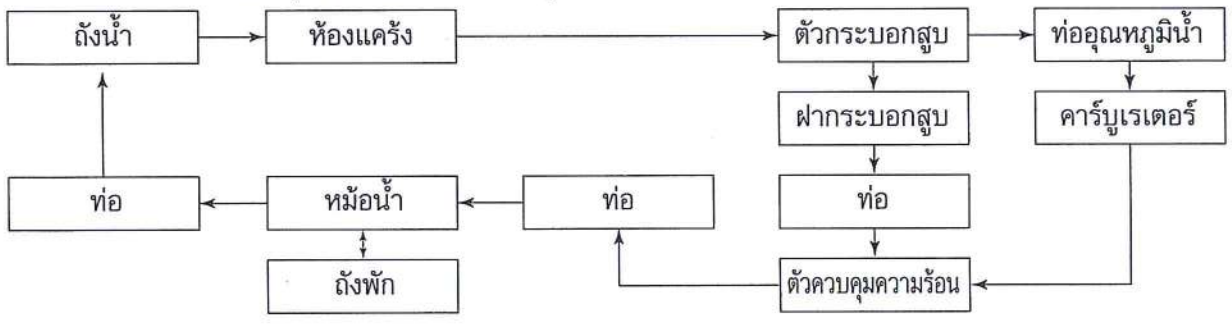 ถังน้ำ
ห้องแคร้ง
ตัวกระบอกสูบ
ท่ออุณหภูมิน้ำ
ฝากระบอกสูบ
คาร์บูเรเตอร์
ท่อ
หม้อน้ำ
ท่อ
ท่อ
ถังพัก
ตัวควบคุมความร้อน